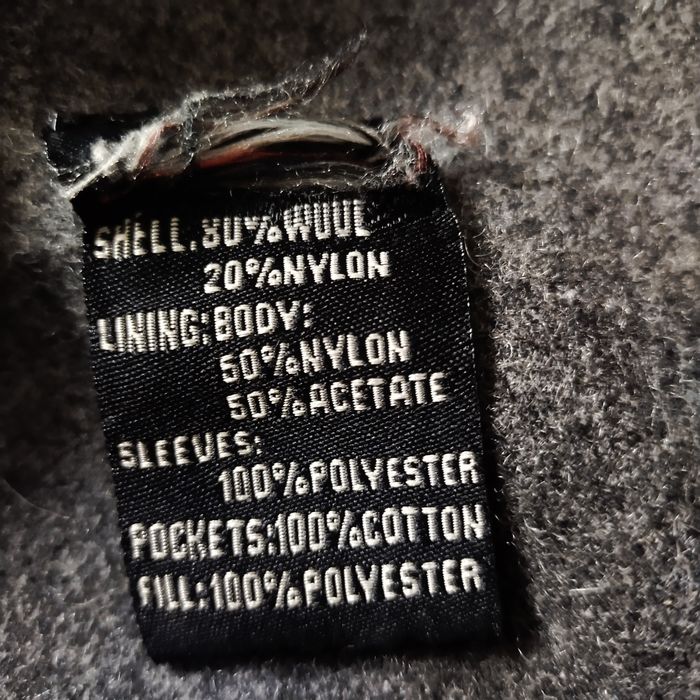 SHELL:80%WOOL
20%NYLON
LINING:BODY:
50%NYLON
50%ACETATE
SLEEVES:
100%POLYESTER
POCKETS:100%COTTON
FILL:100%POLYESTER